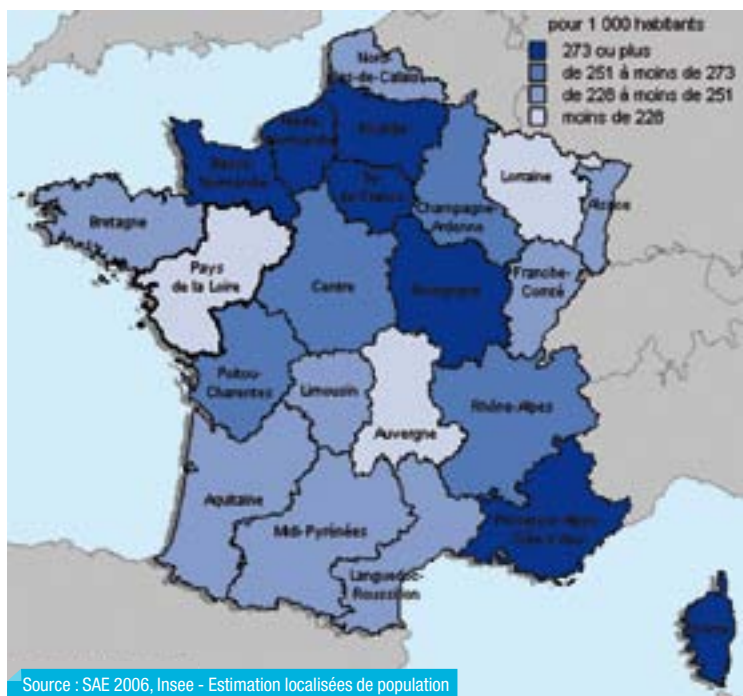 pour 1 000 habitants
273 ou plus
de 251 à moins de 273
de 228 à moins de 251
moins de 228
Nord-
Pas-de-Calais
Haute-
Normandie
Picardie
Basse-
Normandie
Ile-
de-France
Champagne-
Ardenne
Lorraine
Alsace
Bretagne
Pays
de la Loire
Centre
Bourgogne
Franche-
Comté
Poitou-
Charentes
Limousin
Auvergne
Rhône-Alpes
Aquitaine
Midi-Pyrénées
Languedoc-
Roussillon
Provence-Alpes-
Côte d'Azur
Corse
Source : SAE 2006, Insee - Estimation localisées de population